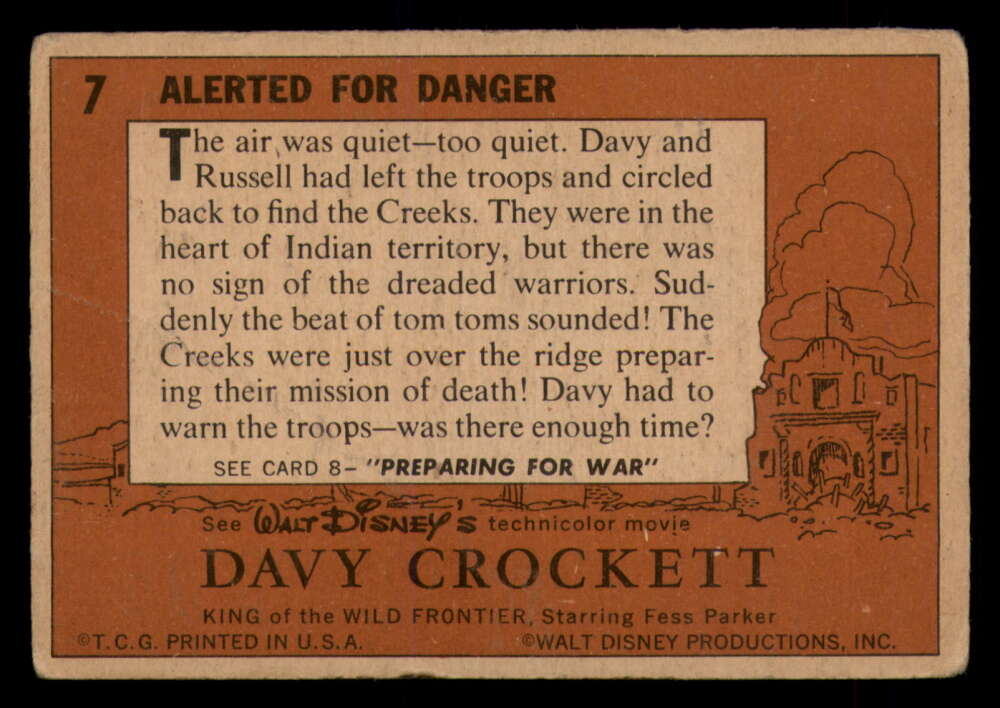 7 ALERTED FOR DANGER
The air was quiet—too quiet. Davy and
Russell had left the troops and circled
back to find the Creeks. They were in the
heart of Indian territory, but there was
no sign of the dreaded warriors. Sud-
denly the beat of tom toms sounded! The
Creeks were just over the ridge prepar-
ing their mission of death! Davy had to
warn the troops—was there enough time?
SEE CARD 8– "PREPARING FOR WAR"
See WALT DISNEY'S technicolor movie
DAVY CROCKETT
KING of the WILD FRONTIER, Starring Fess Parker
©T.C.G. PRINTED IN U.S.A. ©WALT DISNEY PRODUCTIONS, INC.